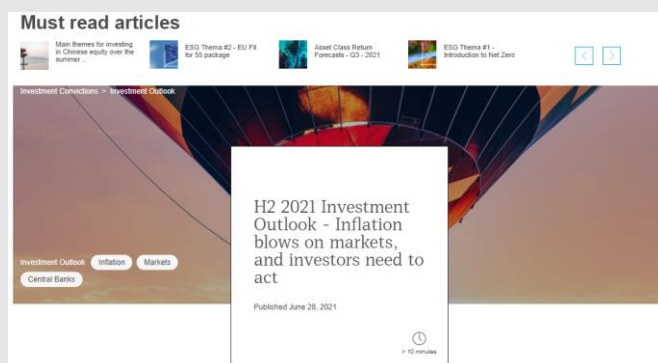 Must read articles
Main themes for investing
in Chinese equity over the
summer ...
ESG Thema #2 - EU Fit
for 55 package
Asset Class Return
Forecasts - Q3 - 2021
ESG Thema #1 -
Introduction to Net Zero
Investment Convictions > Investment Outlook
H2 2021 Investment
Outlook - Inflation
blows on markets,
and investors need to
act
Published June 28, 2021
> 10 minutes
Investment Outlook Inflation Markets
Central Banks